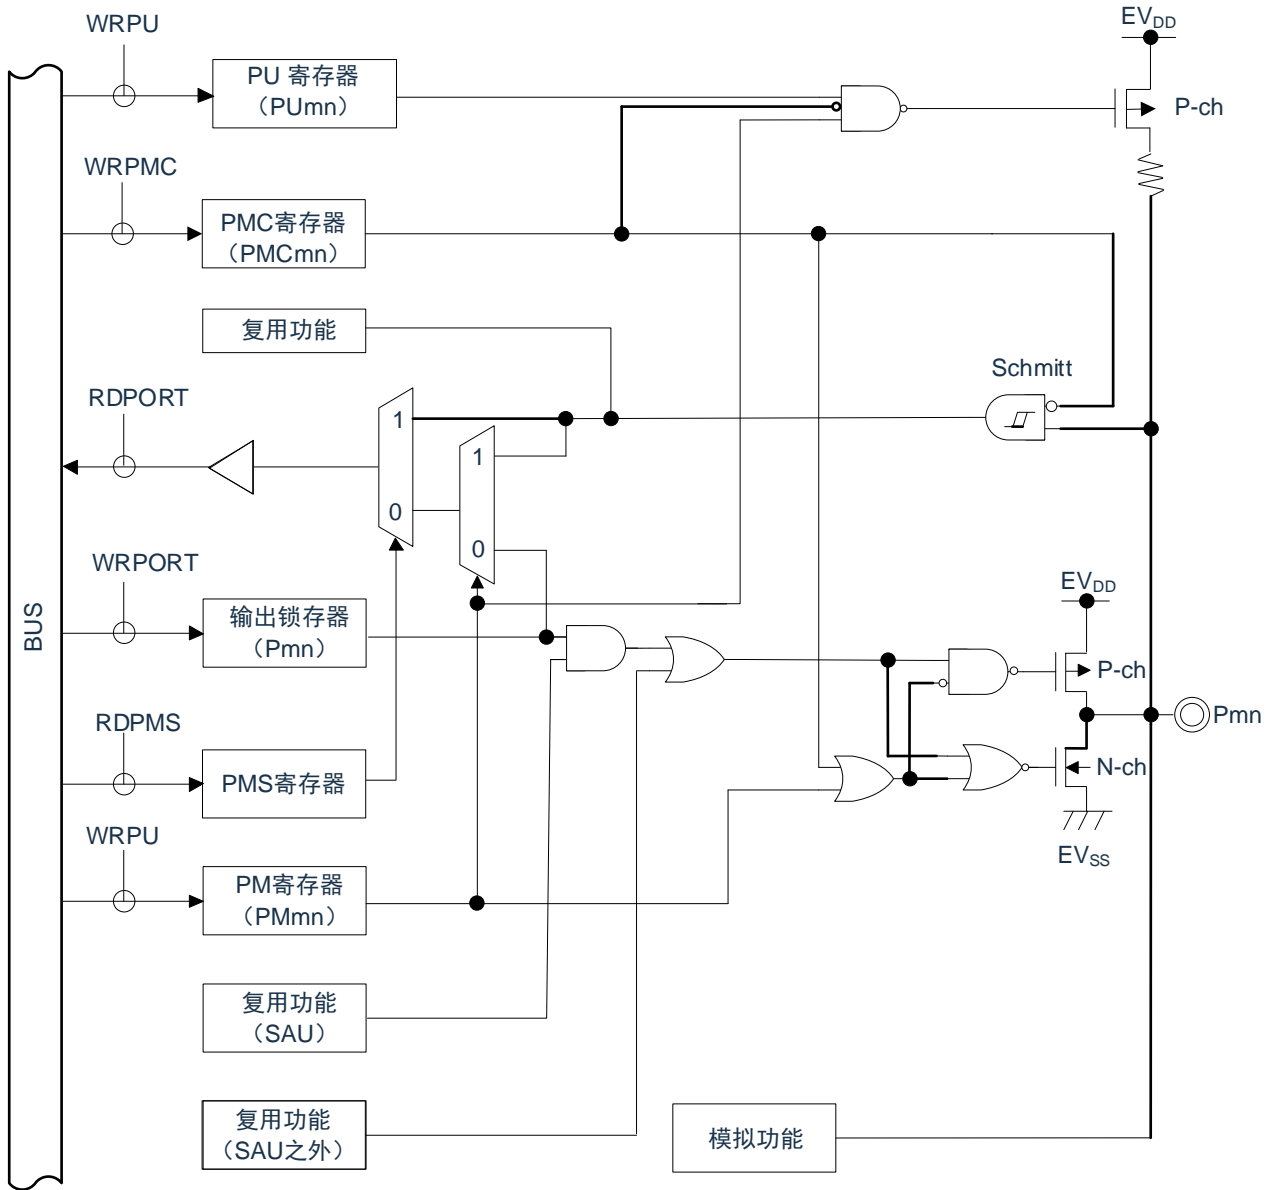 WRPU
EVDD
PU 寄存器
（PUmn）
P-ch
WRPMC
PMC寄存器
（PMCmn）
复用功能
Schmitt
RDPORT
1
1
0
0
WRPORT
EVDD
BUS
输出锁存器
（Pmn）
P-ch
RDPMS
Pmn
PMS寄存器
N-ch
WRPU
EVSS
PM寄存器
（PMmn）
复用功能
（SAU）
复用功能
（SAU之外）
模拟功能